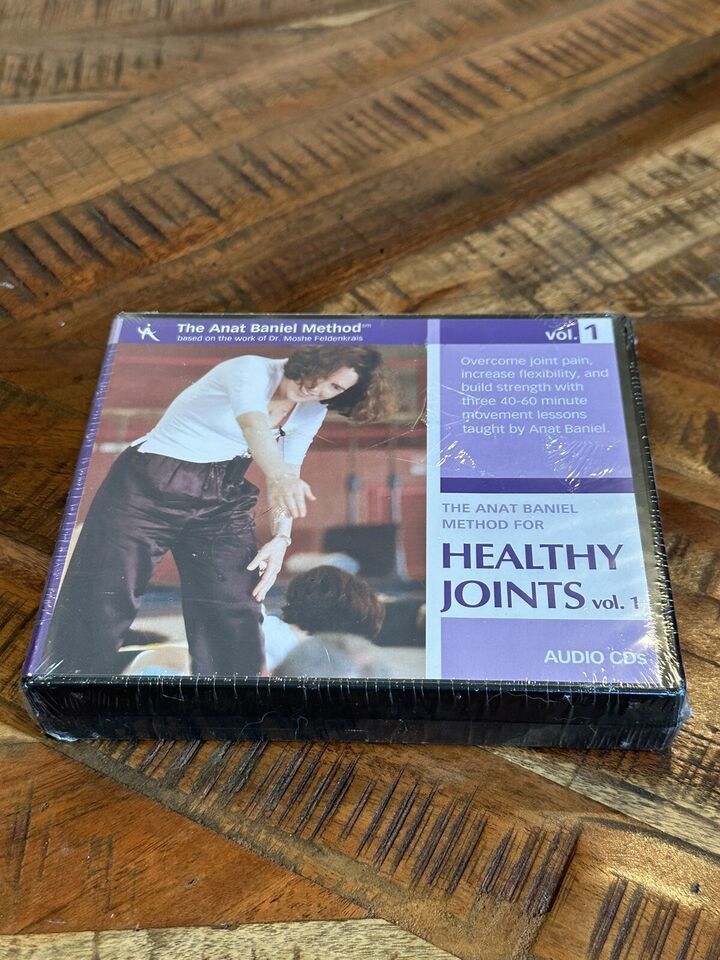 The Anat Baniel Method℠
based on the work of Dr. Moshe Feldenkrais
vol. 1
Overcome joint pain,
increase flexibility, and
build strength with
three 40-60 minute
movement lessons
taught by Anat Baniel.
THE ANAT BANIEL
METHOD FOR
HEALTHY
JOINTS vol. 1
AUDIO CDs